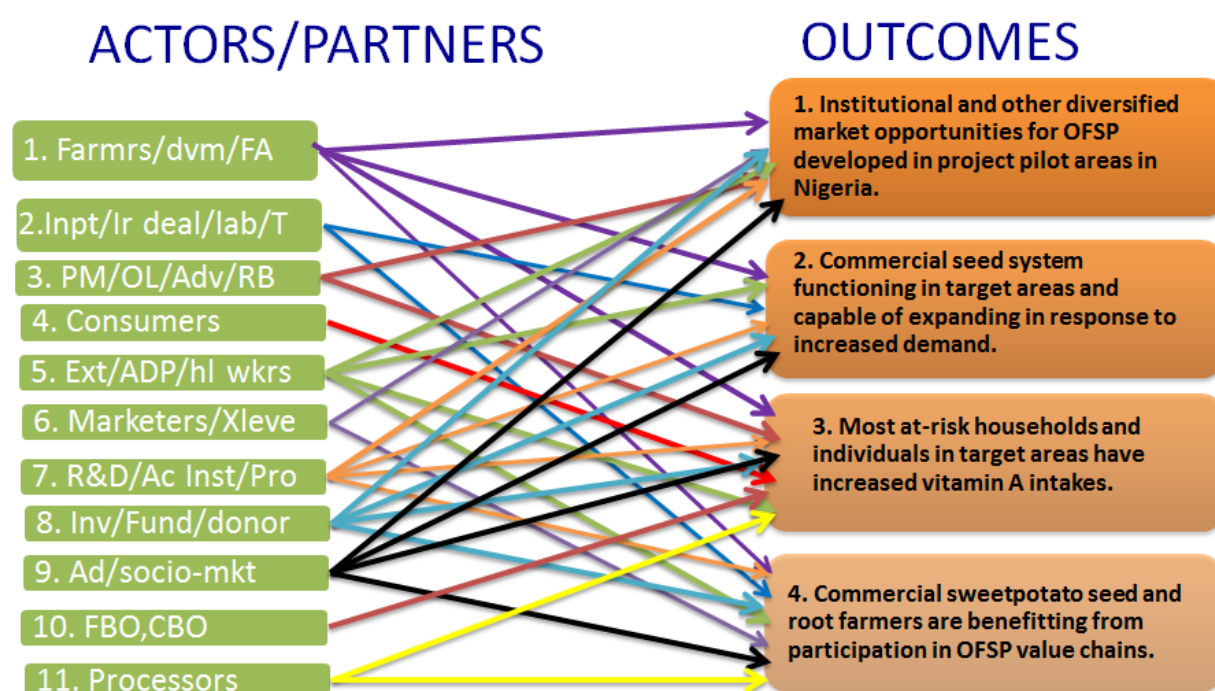 ACTORS/PARTNERS
OUTCOMES
1. Farmrs/dvm/FA
2.Inpt/Ir deal/lab/T
3. PM/OL/Adv/RB
4. Consumers
5. Ext/ADP/hl wkrs
6. Marketers/Xleve
7. R&D/Ac Inst/Pro
8. Inv/Fund/donor
9. Ad/socio-mkt
10. FBO,CBO
11. Processors
1. Institutional and other diversified
market opportunities for OFSP
developed in project pilot areas in
Nigeria.
2. Commercial seed system
functioning in target areas and
capable of expanding in response to
increased demand.
3. Most at-risk households and
individuals in target areas have
increased vitamin A intakes.
4. Commercial sweetpotato seed and
root farmers are benefitting from
participation in OFSP value chains.